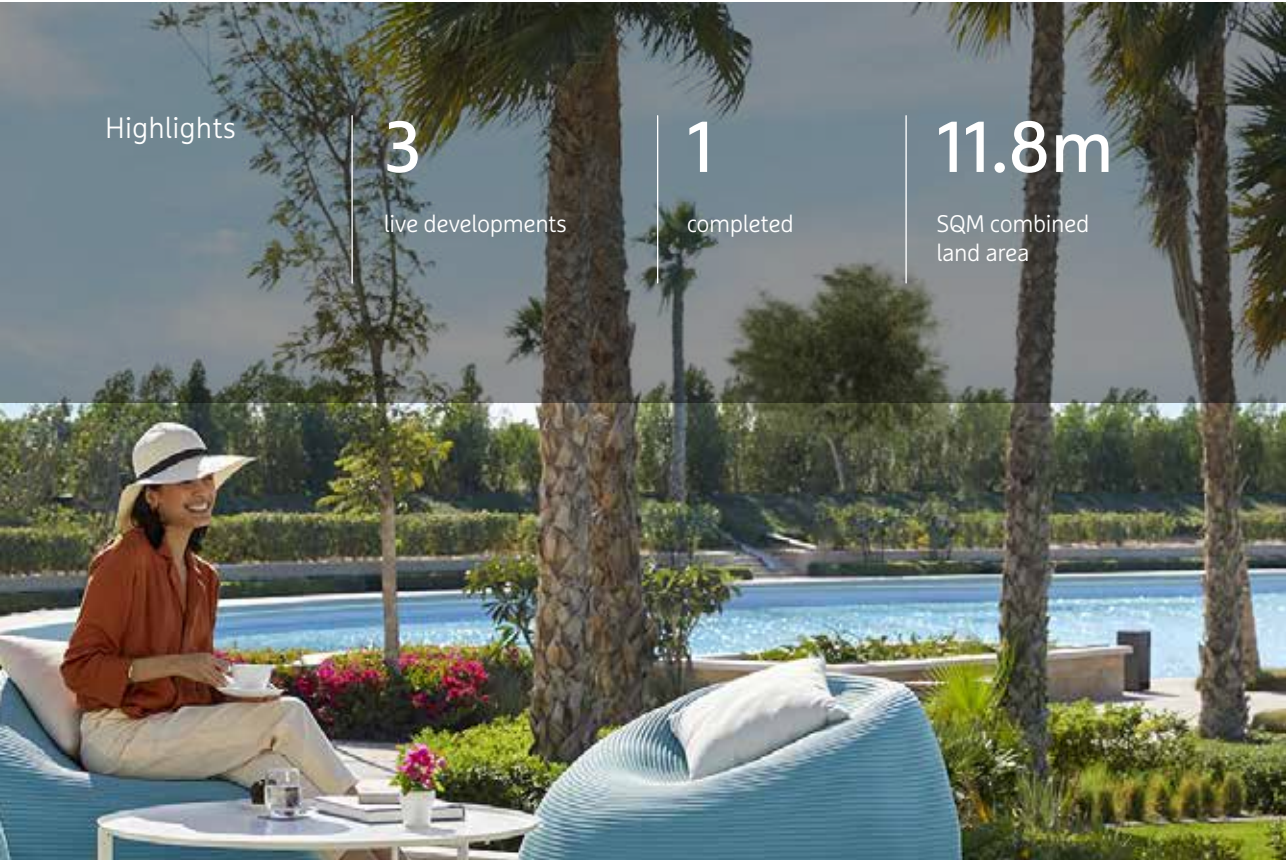 Highlights
3
live developments
1
completed
11.8m
SQM combined
land area